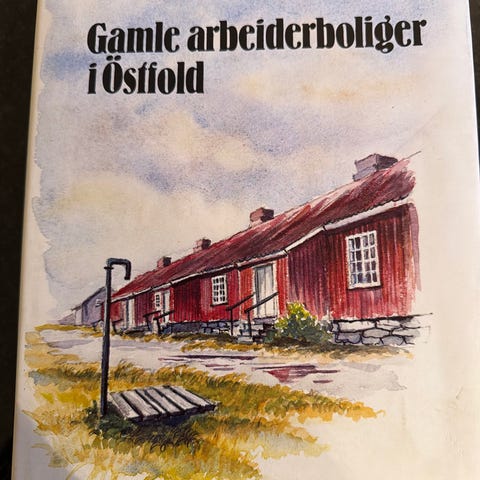 Gamle arbeiderboliger
i Östfold